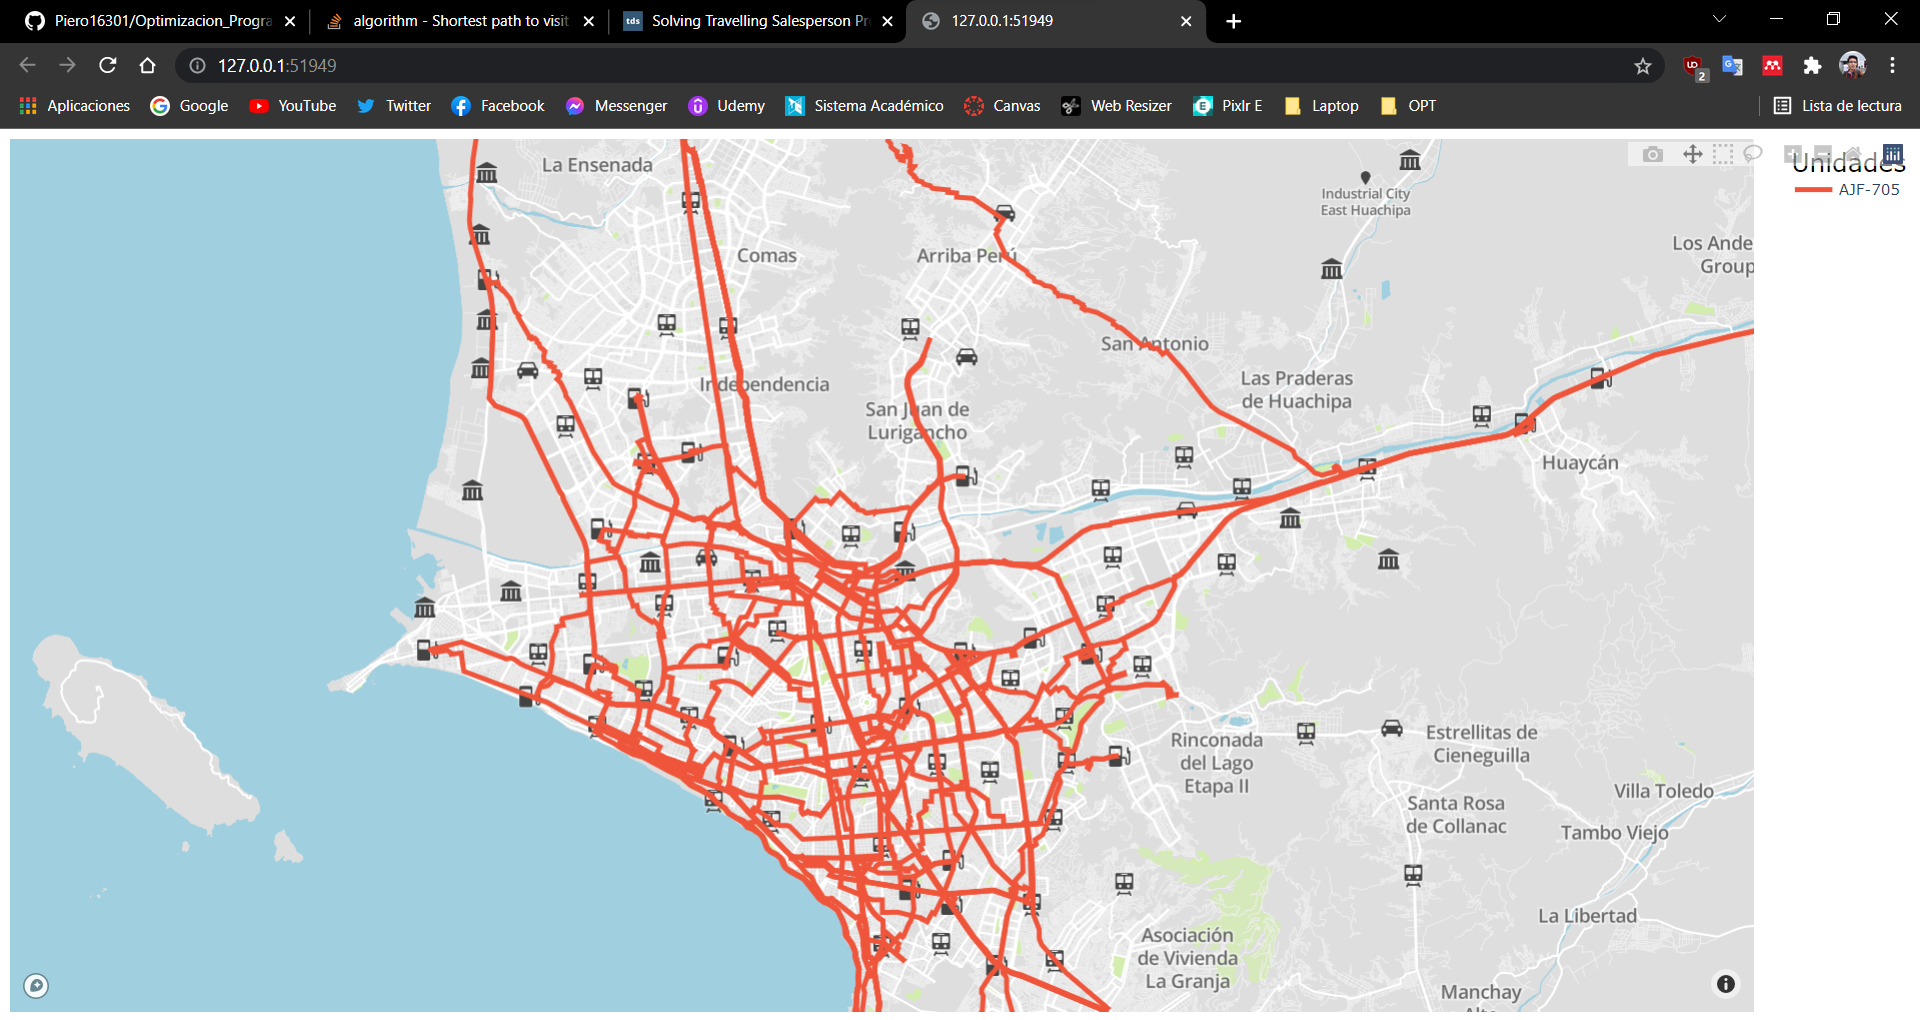 Piero16301/Optimizacion_Progra
algorithm - Shortest path to visit
tds
Solving Travelling Salesperson Pr
127.0.0.1:51949
127.0.0.1:51949
2
Aplicaciones
Google
YouTube
Twitter
Facebook
Messenger
Udemy
Sistema Académico
Canvas
Web Resizer
Pixlr E
Laptop
OPT
Lista de lectura
Unidades
AJF-705
La Ensenada
Industrial City
East Huachipa
Comas
Arriba Perú
Los Ande
Group
San Antonio
Independencia
Las Praderas
de Huachipa
San Juan de
Lurigancho
Huaycán
Rinconada
del Lago
Etapa II
Estrellitas de
Cieneguilla
Villa Toledo
Santa Rosa
de Collanac
Tambo Viejo
La Libertad
Asociación
de Vivienda
La Granja
Manchay